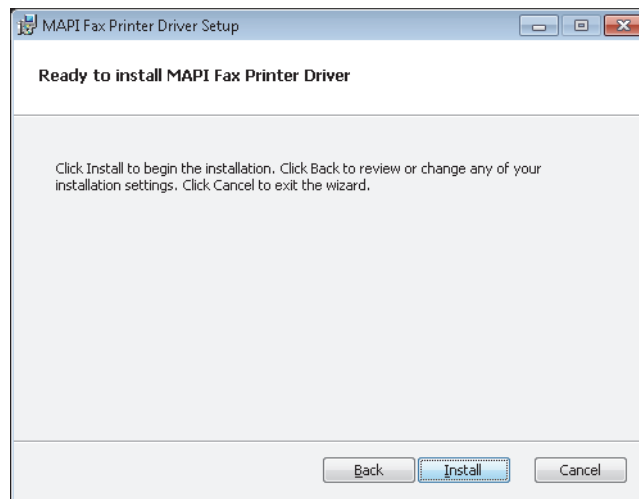 MAPI Fax Printer Driver Setup
Ready to install MAPI Fax Printer Driver
Click Install to begin the installation. Click Back to review or change any of your
installation settings. Click Cancel to exit the wizard.
Back Install Cancel